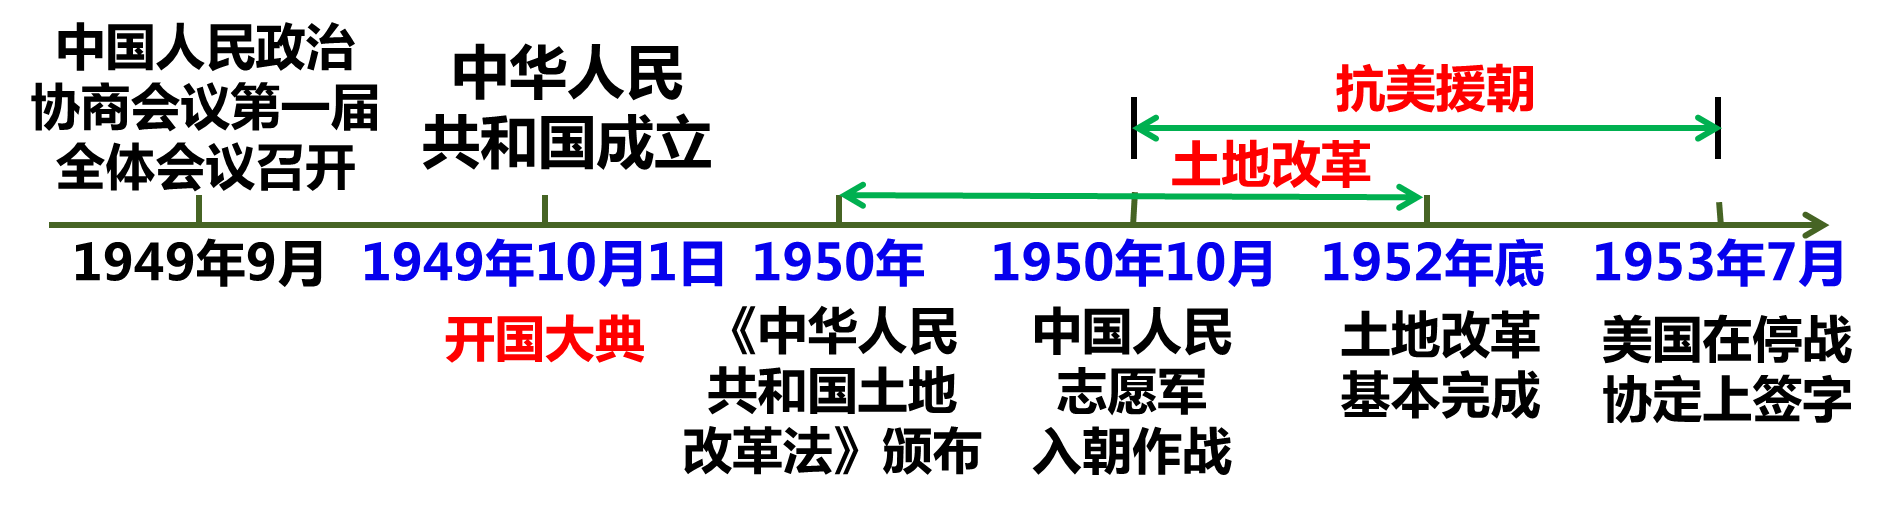 中国人民政治
协商会议第一届
全体会议召开
中华人民
共和国成立
抗美援朝
土地改革
1949年9月
1949年10月1日
1950年
1950年10月
1952年底
1953年7月
开国大典
《中华人民
共和国土地
改革法》颁布
中国人民
志愿军
入朝作战
土地改革
基本完成
美国在停战
协定上签字